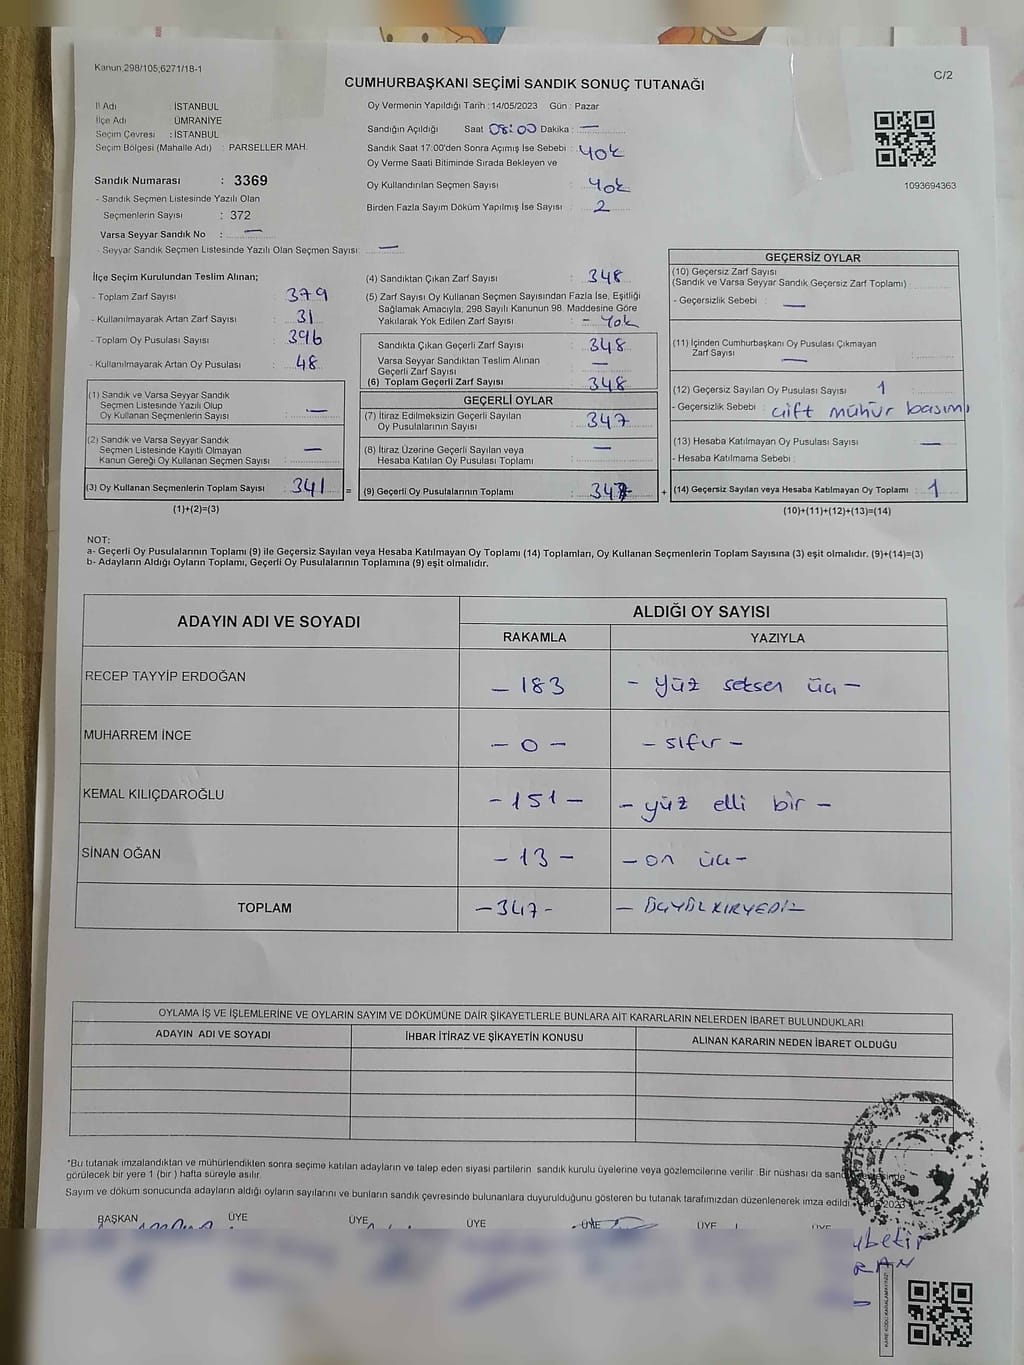 Kanun:298/105,6271/18-1
C/2
CUMHURBAŞKANI SEÇİMİ SANDIK SONUÇ TUTANAĞI
İl Adı : İSTANBUL
İlçe Adı : ÜMRANİYE
Seçim Çevresi : İSTANBUL
Seçim Bölgesi (Mahalle Adı) : PARSELLER MAH.
Sandık Numarası : 3369
- Sandık Seçmen Listesinde Yazılı Olan
Seçmenlerin Sayısı : 372
Varsa Seyyar Sandık No : —
- Seyyar Sandık Seçmen Listesinde Yazılı Olan Seçmen Sayısı : —
Oy Vermenin Yapıldığı Tarih : 14/05/2023 Gün : Pazar
Sandığın Açıldığı Saat 08:00 Dakika : —
Sandık Saat 17:00'den Sonra Açımış İse Sebebi : Yok
Oy Verme Saati Bitiminde Sırada Bekleyen ve
Oy Kullandırılan Seçmen Sayısı : Yok
Birden Fazla Sayım Döküm Yapılmış İse Sayısı : 2
1093694363
İlçe Seçim Kurulundan Teslim Alınan;
- Toplam Zarf Sayısı : 379
- Kullanılmayarak Artan Zarf Sayısı : 31
- Toplam Oy Pusulası Sayısı : 396
- Kullanılmayarak Artan Oy Pusulası : 48
(1) Sandık ve Varsa Seyyar Sandık
Seçmen Listesinde Yazılı Olup
Oy Kullanan Seçmenlerin Sayısı : —
(2) Sandık ve Varsa Seyyar Sandık
Seçmen Listesinde Kayıtlı Olmayan
Kanun Gereği Oy Kullanan Seçmen Sayısı : —
(3) Oy Kullanan Seçmenlerin Toplam Sayısı : 341 =
(1)+(2)=(3)
(4) Sandıktan Çıkan Zarf Sayısı : 348
(5) Zarf Sayısı Oy Kullanan Seçmen Sayısından Fazla İse, Eşitliği
Sağlamak Amacıyla, 298 Sayılı Kanunun 98. Maddesine Göre
Yakılarak Yok Edilen Zarf Sayısı : - Yok
Sandıkta Çıkan Geçerli Zarf Sayısı : 348
Varsa Seyyar Sandıktan Teslim Alınan
Geçerli Zarf Sayısı : —
(6) Toplam Geçerli Zarf Sayısı : 348
GEÇERLİ OYLAR
(7) İtiraz Edilmeksizin Geçerli Sayılan
Oy Pusulalarının Sayısı : 347
(8) İtiraz Üzerine Geçerli Sayılan veya
Hesaba Katılan Oy Pusulası Toplamı : —
(9) Geçerli Oy Pusulalarının Toplamı : 347 +
GEÇERSİZ OYLAR
(10) Geçersiz Zarf Sayısı
(Sandık ve Varsa Seyyar Sandık Geçersiz Zarf Toplamı) :
- Geçersizlik Sebebi : —
(11) İçinden Cumhurbaşkanı Oy Pusulası Çıkmayan
Zarf Sayısı : —
(12) Geçersiz Sayılan Oy Pusulası Sayısı : 1
- Geçersizlik Sebebi : çift mühür basımı
(13) Hesaba Katılmayan Oy Pusulası Sayısı : —
- Hesaba Katılmama Sebebi :
(14) Geçersiz Sayılan veya Hesaba Katılmayan Oy Toplamı : 1
(10)+(11)+(12)+(13)=(14)
NOT:
a- Geçerli Oy Pusulalarının Toplamı (9) ile Geçersiz Sayılan veya Hesaba Katılmayan Oy Toplamı (14) Toplamları, Oy Kullanan Seçmenlerin Toplam Sayısına (3) eşit olmalıdır. (9)+(14)=(3)
b- Adayların Aldığı Oyların Toplamı, Geçerli Oy Pusulalarının Toplamına (9) eşit olmalıdır.
ADAYIN ADI VE SOYADI
ALDIĞI OY SAYISI
RAKAMLA YAZIYLA
RECEP TAYYİP ERDOĞAN - 183 - yüz seksen üç -
MUHARREM İNCE - 0 - - sıfır -
KEMAL KILIÇDAROĞLU - 151 - - yüz elli bir -
SİNAN OĞAN - 13 - - on üç -
TOPLAM - 347 - - ÜÇYÜZKIRYEDİ -
OYLAMA İŞ VE İŞLEMLERİNE VE OYLARIN SAYIM VE DÖKÜMÜNE DAİR ŞİKAYETLERLE BUNLARA AİT KARARLARIN NELERDEN İBARET BULUNDUKLARI
ADAYIN ADI VE SOYADI İHBAR İTİRAZ VE ŞİKAYETİN KONUSU ALINAN KARARIN NEDEN İBARET OLDUĞU
*Bu tutanak imzalandıktan ve mühürlendikten sonra seçime katılan adayların ve talep eden siyasi partilerin sandık kurulu üyelerine veya gözlemcilerine verilir. Bir nüshası da
görülecek bir yere 1 (bir ) hafta süreyle asılır.
Sayım ve döküm sonucunda adayların aldığı oyların sayılarını ve bunların sandık çevresinde bulunanlara duyurulduğunu gösteren bu tutanak tarafımızdan düzenlenerek imza edildi.
BAŞKAN ÜYE ÜYE ÜYE ÜYE ÜYE ÜYE